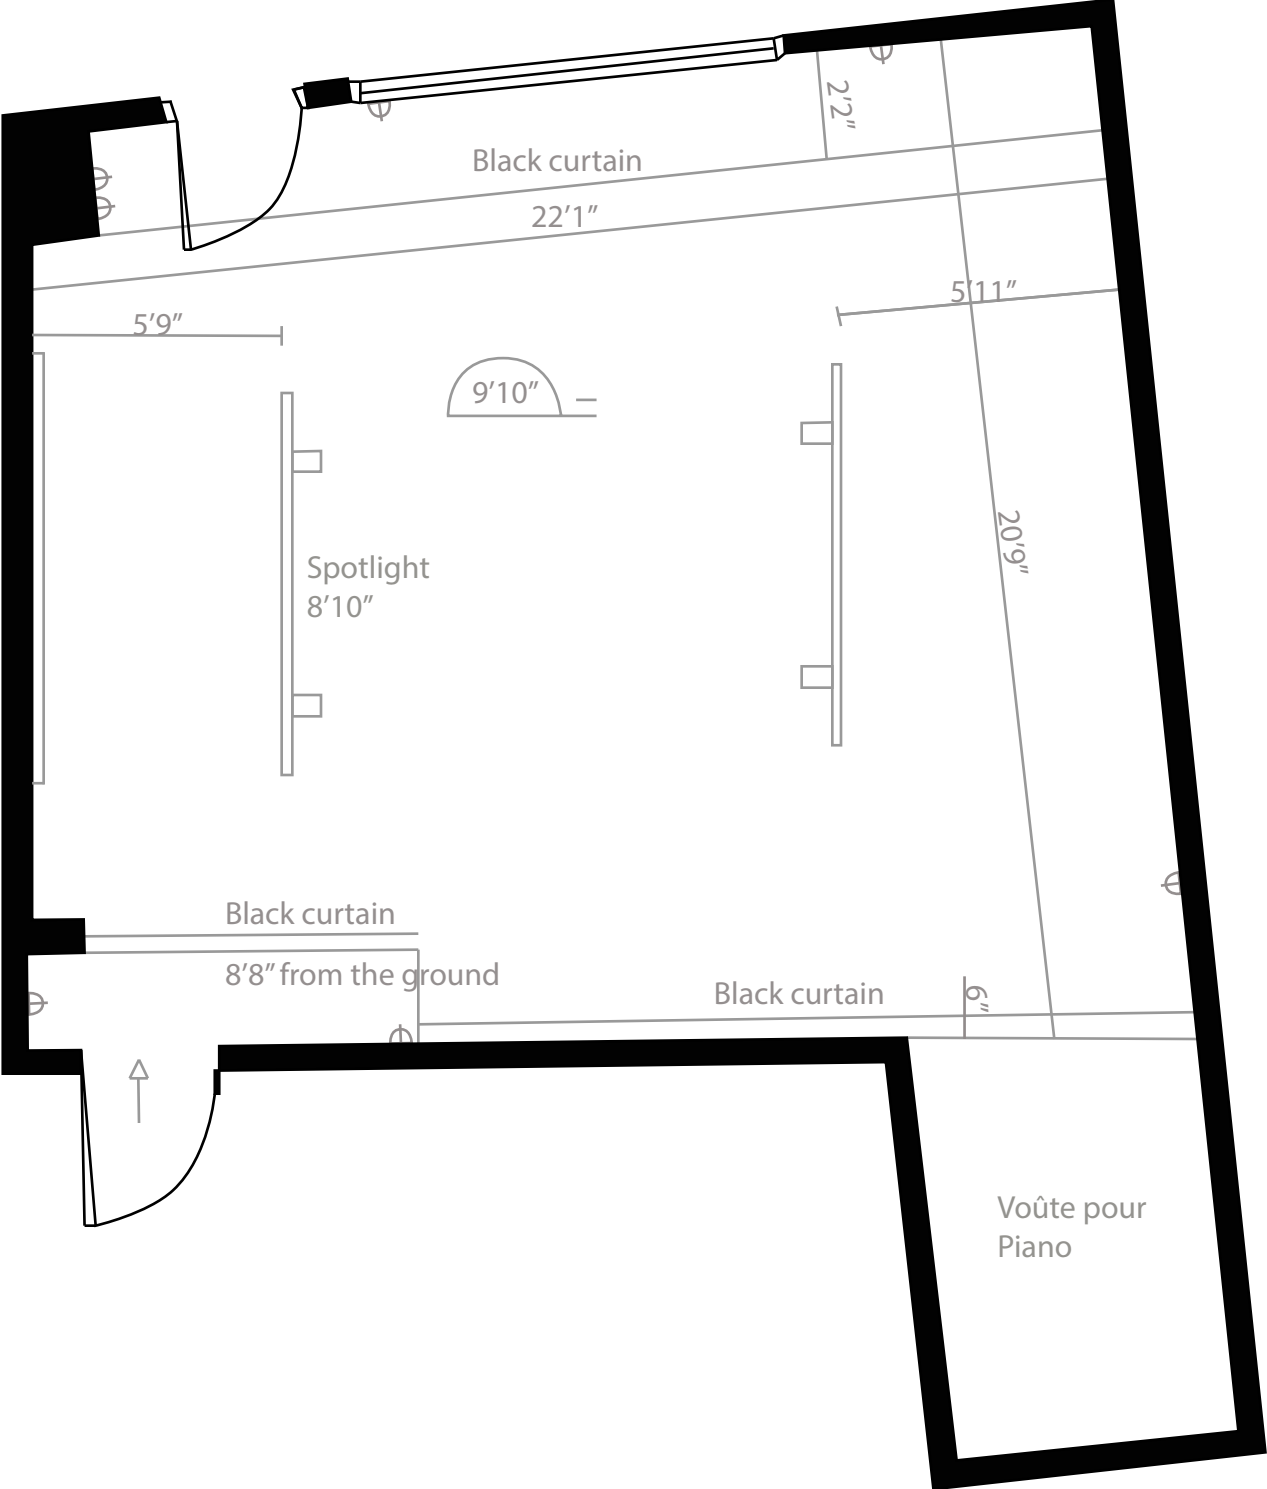 2’2”
Black curtain
22’1”
5’11”
5’9”
9’10”
20’9”
Spotlight
8’10”
Black curtain
8’8” from the ground
Black curtain
6”
Voûte pour
Piano